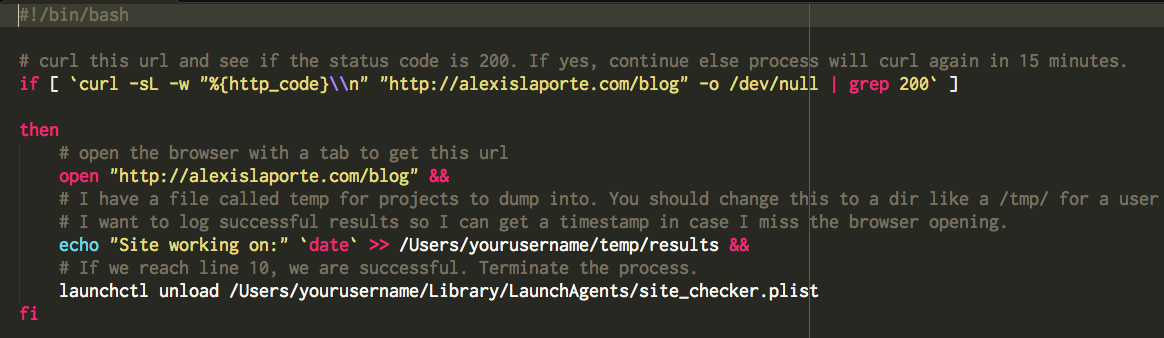 #!/bin/bash
# curl this url and see if the status code is 200. If yes, continue else process will curl again in 15 minutes.
if [ `curl -sL -w "%{http_code}\\n" "http://alexislaporte.com/blog" -o /dev/null | grep 200` ]
then
# open the browser with a tab to get this url
open "http://alexislaporte.com/blog" &&
# I have a file called temp for projects to dump into. You should change this to a dir like a /tmp/ for a user
# I want to log successful results so I can get a timestamp in case I miss the browser opening.
echo "Site working on:" `date` >> /Users/yourusername/temp/results &&
# If we reach line 10, we are successful. Terminate the process.
launchctl unload /Users/yourusername/Library/LaunchAgents/site_checker.plist
fi